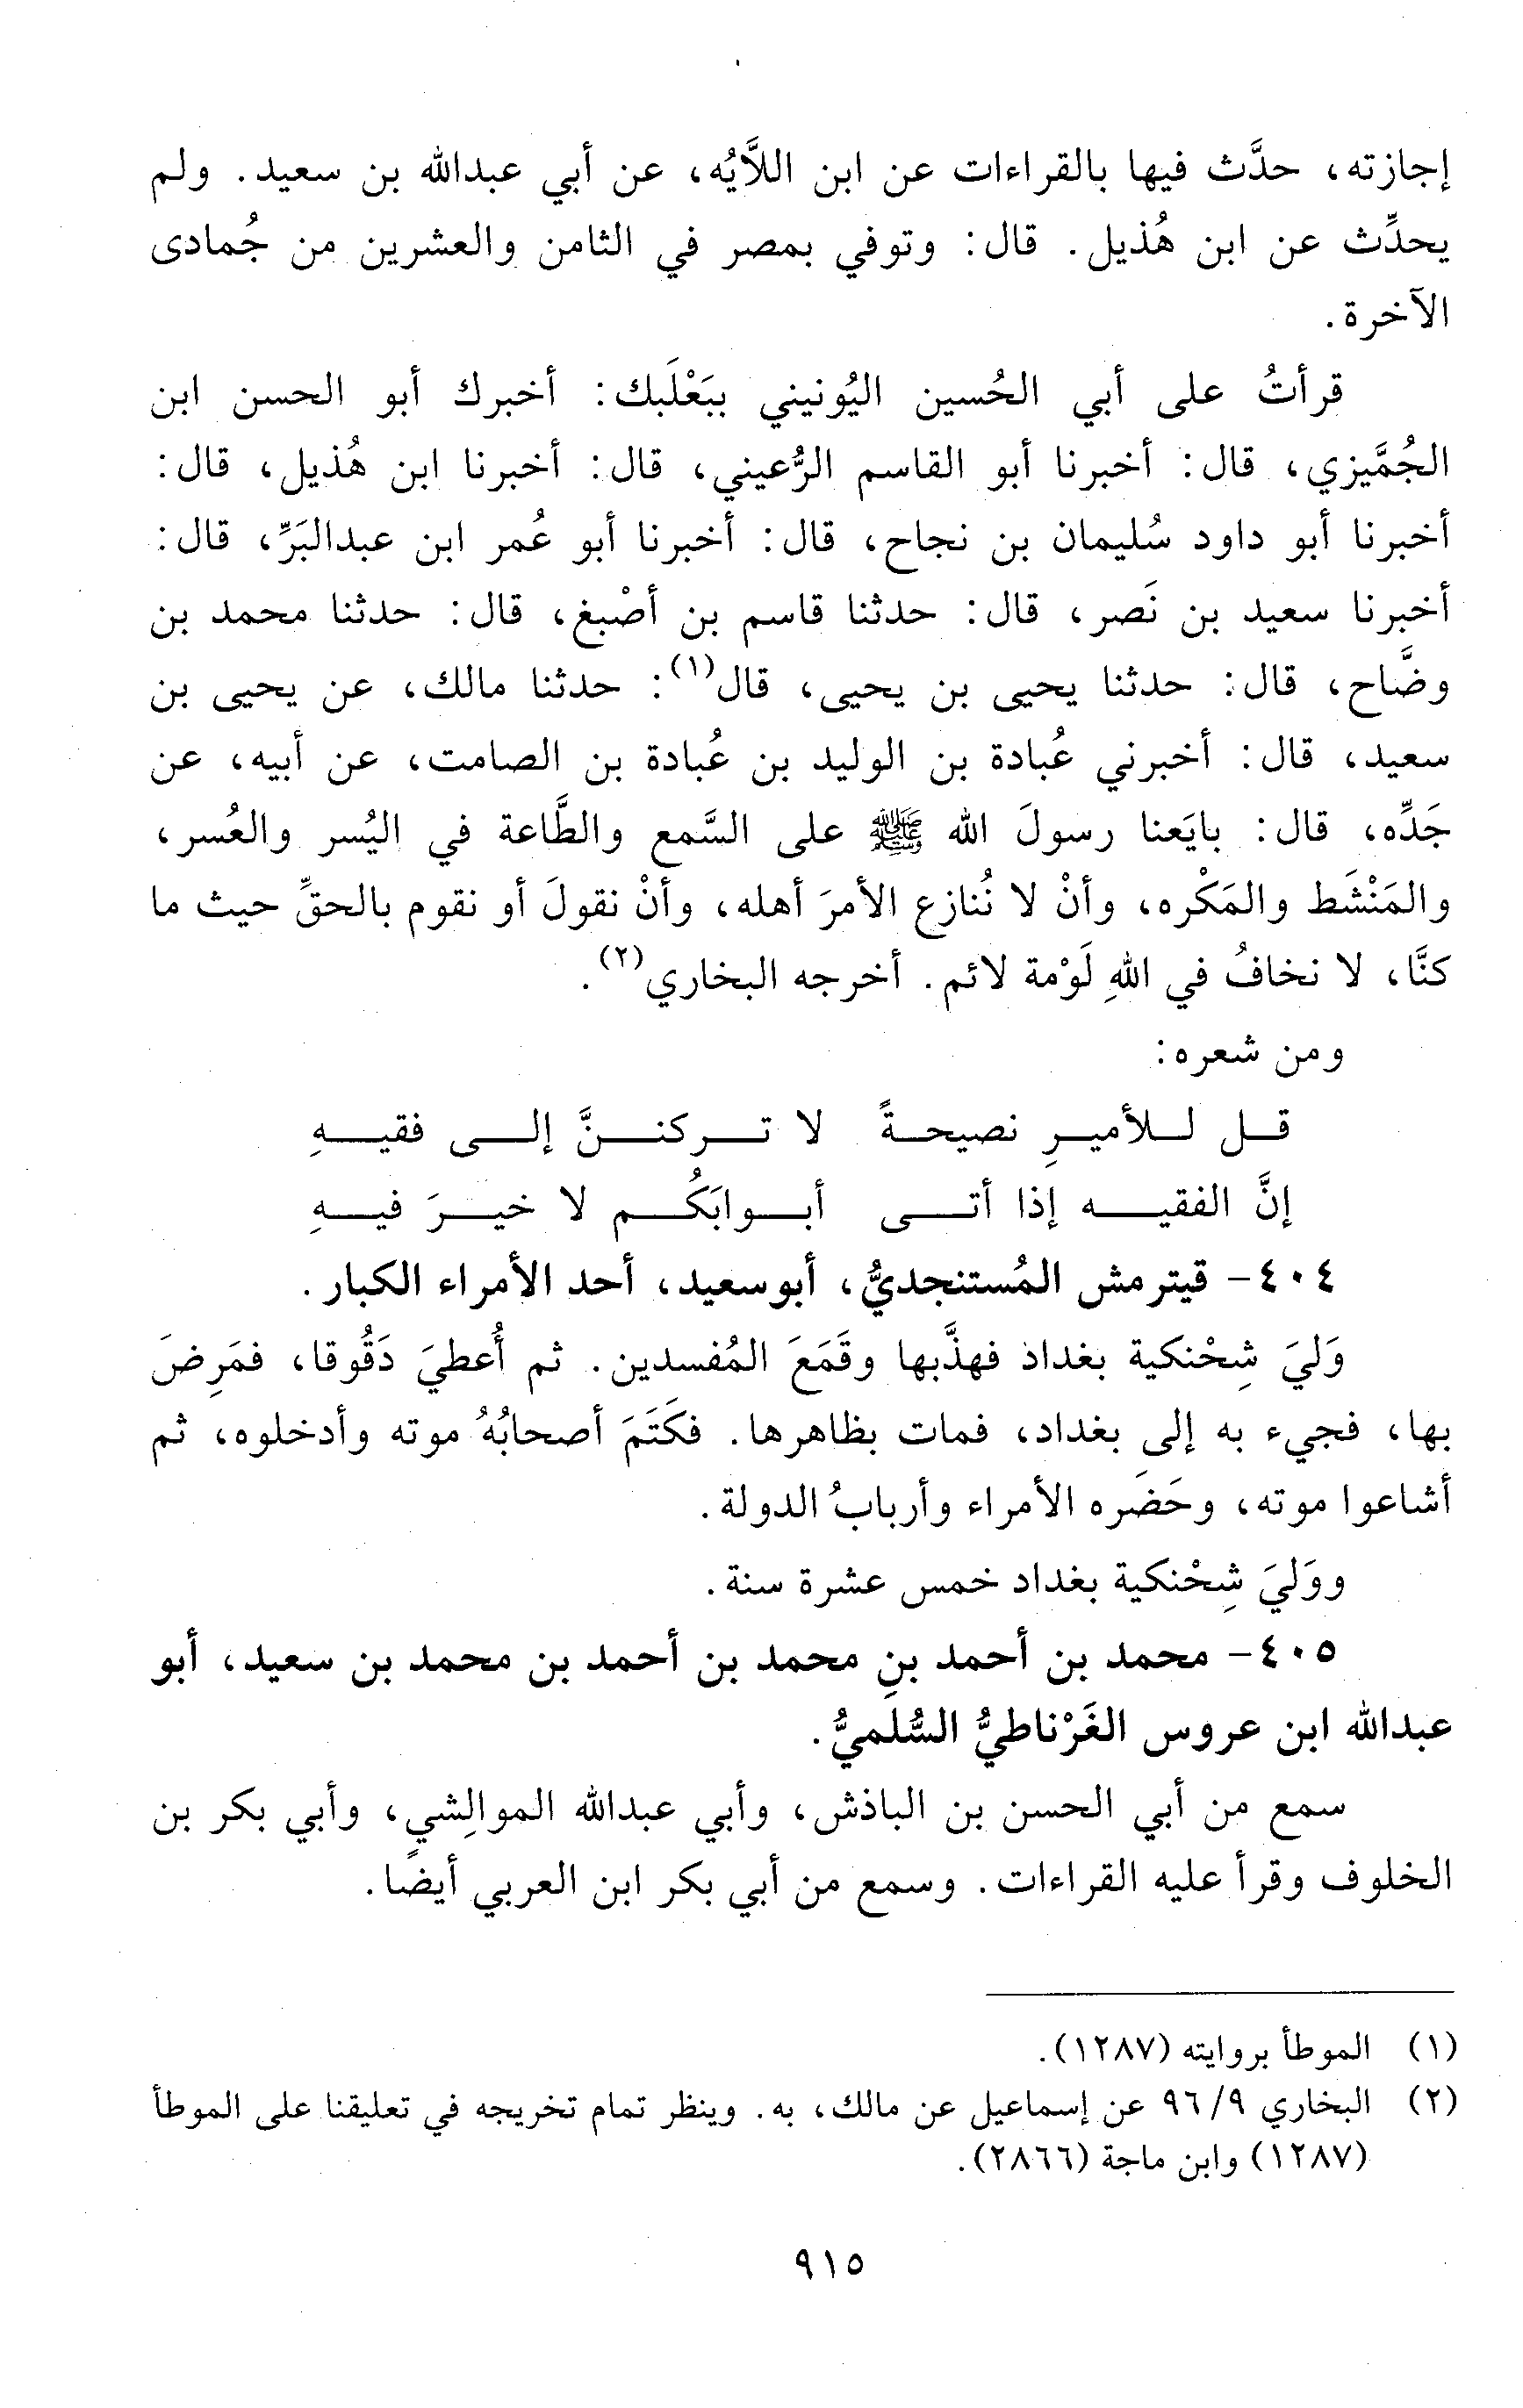 إجازته، حدَّث فيها بالقراءات عن ابن اللاَّيُه، عن أبي عبدالله بن سعيد. ولم
يحدِّث عن ابن هُذيل. قال: وتوفي بمصر في الثامن والعشرين من جُمادى
الآخرة.
قرأتُ على أبي الحُسين اليُونيني ببَعْلَبك: أخبرك أبو الحسن ابن
الجُمَّيزي، قال: أخبرنا أبو القاسم الرُّعيني، قال: أخبرنا ابن هُذيل، قال:
أخبرنا أبو داود سُليمان بن نجاح، قال: أخبرنا أبو عُمر ابن عبدالبَرِّ، قال:
أخبرنا سعيد بن نَصر، قال: حدثنا قاسم بن أصْبغ، قال: حدثنا محمد بن
وضَّاح، قال: حدثنا يحيى بن يحيى، قال(١): حدثنا مالك، عن يحيى بن
سعيد، قال: أخبرني عُبادة بن الوليد بن عُبادة بن الصامت، عن أبيه، عن
جَدِّه، قال: بايَعنا رسولَ الله ﷺ على السَّمع والطَّاعة في اليُسر والعُسر،
والمَنْشَط والمَكْره، وأنْ لا نُنازع الأمرَ أهله، وأنْ نقولَ أو نقوم بالحقِّ حيث ما
كنَّا، لا نخافُ في اللهِ لَوْمة لائم. أخرجه البخاري(٢).
ومن شعره:
قل للأميرِ نصيحةً لا تركننَّ إلى فقيهِ
إنَّ الفقيه إذا أتى أبوابَكُم لا خيرَ فيهِ
٤٠٤- قيترمش المُستنجديُّ، أبوسعيد، أحد الأمراء الكبار.
وَليَ شِحْنكية بغداد فهذَّبها وقَمَعَ المُفسدين. ثم أُعطيَ دَقُوقا، فمَرِضَ
بها، فجيء به إلى بغداد، فمات بظاهرها. فكَتَمَ أصحابُهُ موته وأدخلوه، ثم
أشاعوا موته، وحَضَره الأمراء وأربابُ الدولة.
ووَليَ شِحْنكية بغداد خمس عشرة سنة.
٤٠٥- محمد بن أحمد بنِ محمد بن أحمد بن محمد بن سعيد، أبو
عبدالله ابن عروس الغَرْناطيُّ السُّلَميُّ.
سمع من أبي الحسن بن الباذش، وأبي عبدالله الموالِشي، وأبي بكر بن
الخلوف وقرأ عليه القراءات. وسمع من أبي بكر ابن العربي أيضًا.
(١) الموطأ بروايته (١٢٨٧).
(٢) البخاري ٩/ ٩٦ عن إسماعيل عن مالك، به. وينظر تمام تخريجه في تعليقنا على الموطأ
(١٢٨٧) وابن ماجة (٢٨٦٦).
٩١٥